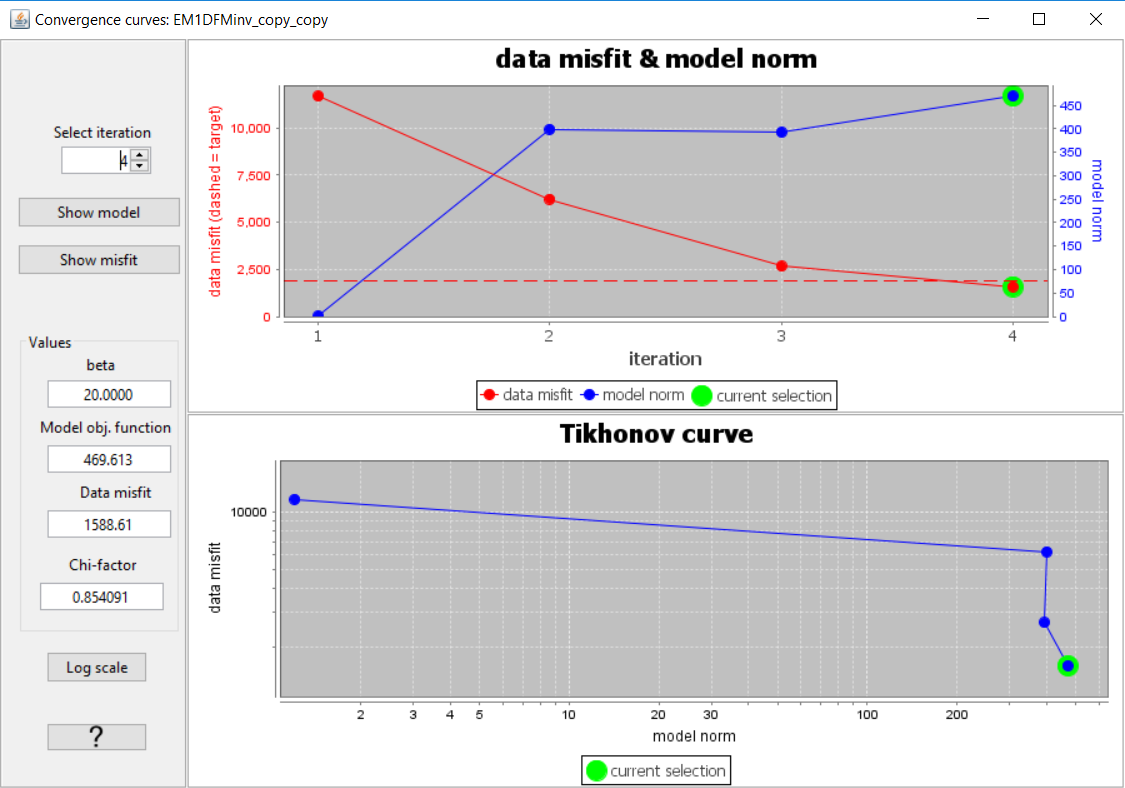 Convergence curves: EM1DFMinv_copy_copy
Select iteration
4
Show model
Show misfit
Values
beta
20.0000
Model obj. function
469.613
Data misfit
1588.61
Chi-factor
0.854091
Log scale
?
data misfit & model norm
data misfit (dashed = target)
10,000
7,500
5,000
2,500
0
450
400
350
300
250
200
150
100
50
0
model norm
1 2 3 4
iteration
data misfit model norm current selection
Tikhonov curve
data misfit
10000
2 3 4 5 10 20 30 100 200
model norm
current selection